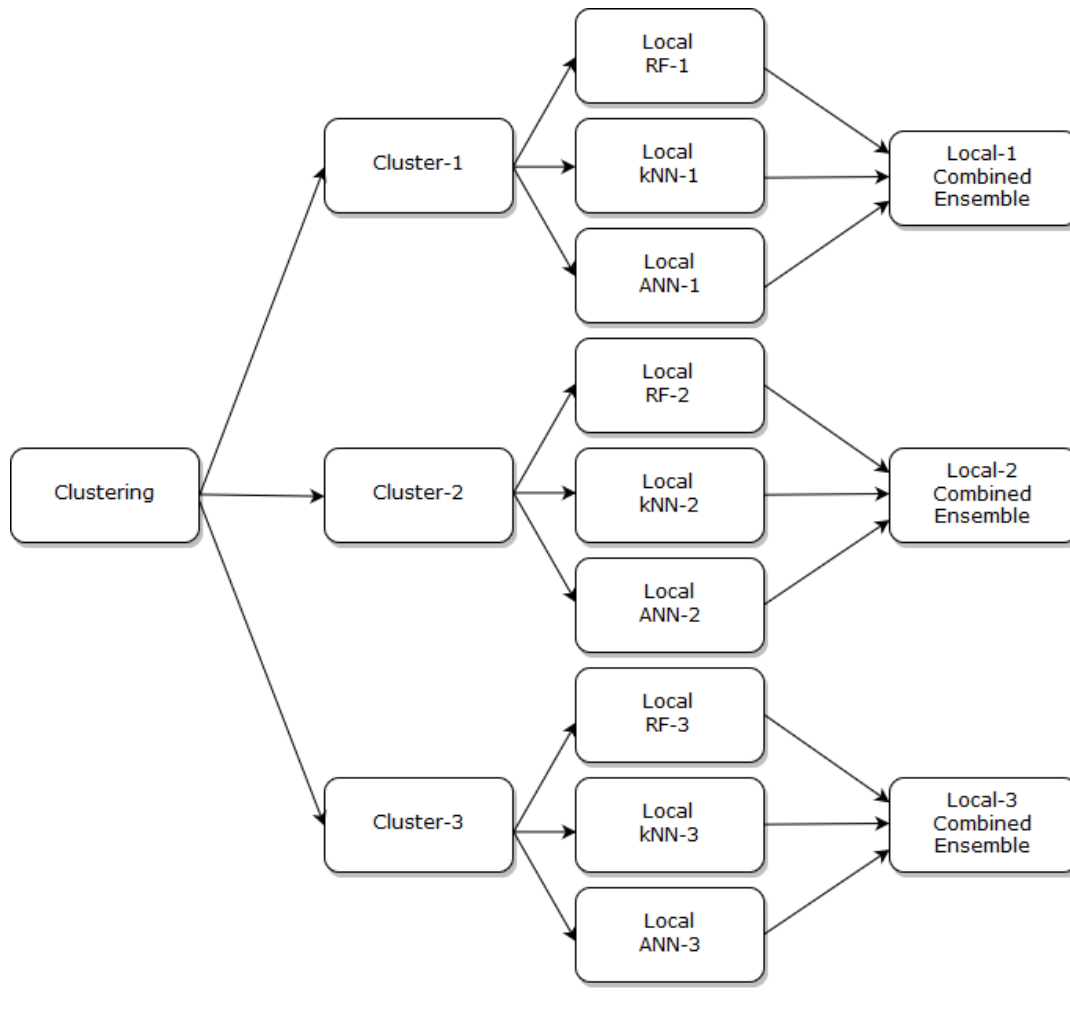 Local
RF-1
Cluster-1
Local
kNN-1
Local-1
Combined
Ensemble
Local
ANN-1
Local
RF-2
Clustering
Cluster-2
Local
kNN-2
Local-2
Combined
Ensemble
Local
ANN-2
Local
RF-3
Cluster-3
Local
kNN-3
Local-3
Combined
Ensemble
Local
ANN-3